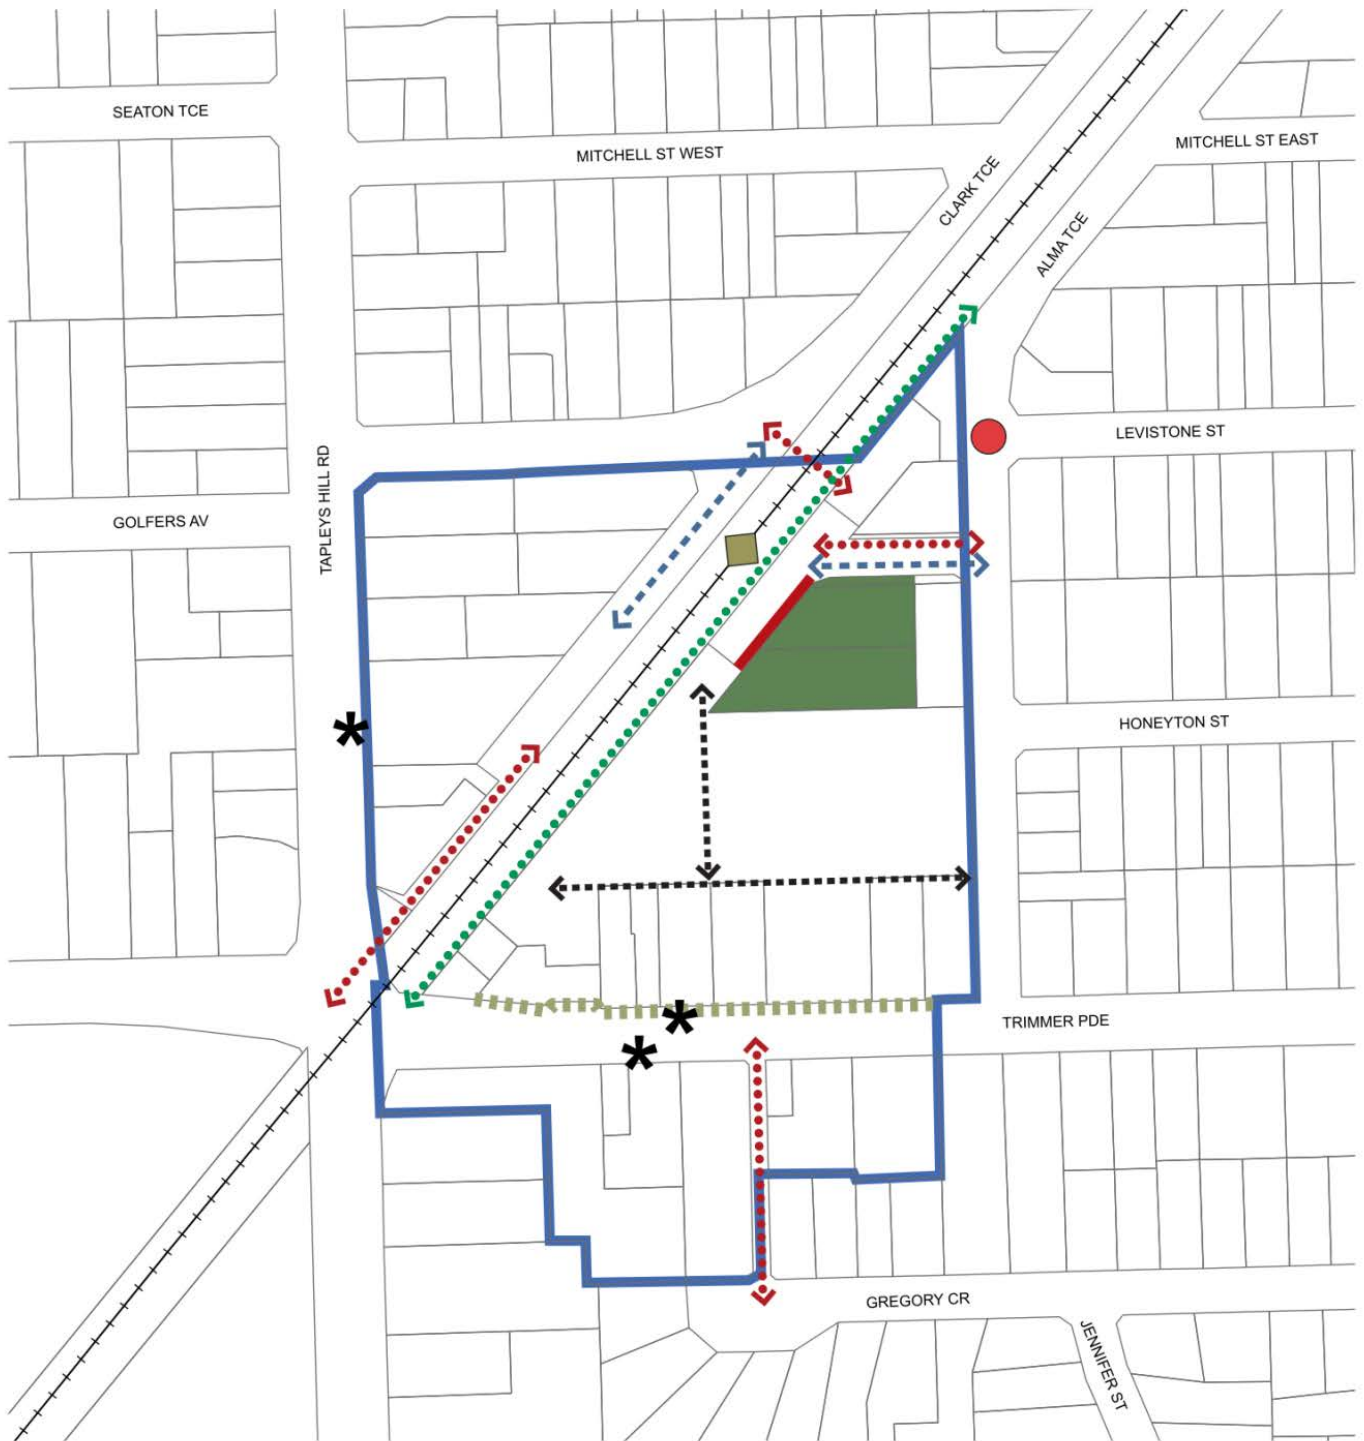 SEATON TCE
MITCHELL ST WEST
MITCHELL ST EAST
CLARK TCE
ALMA TCE
LEVISTONE ST
TAPLEYS HILL RD
GOLFERS AV
HONEYTON ST
TRIMMER PDE
GREGORY CR
JENNIFER ST